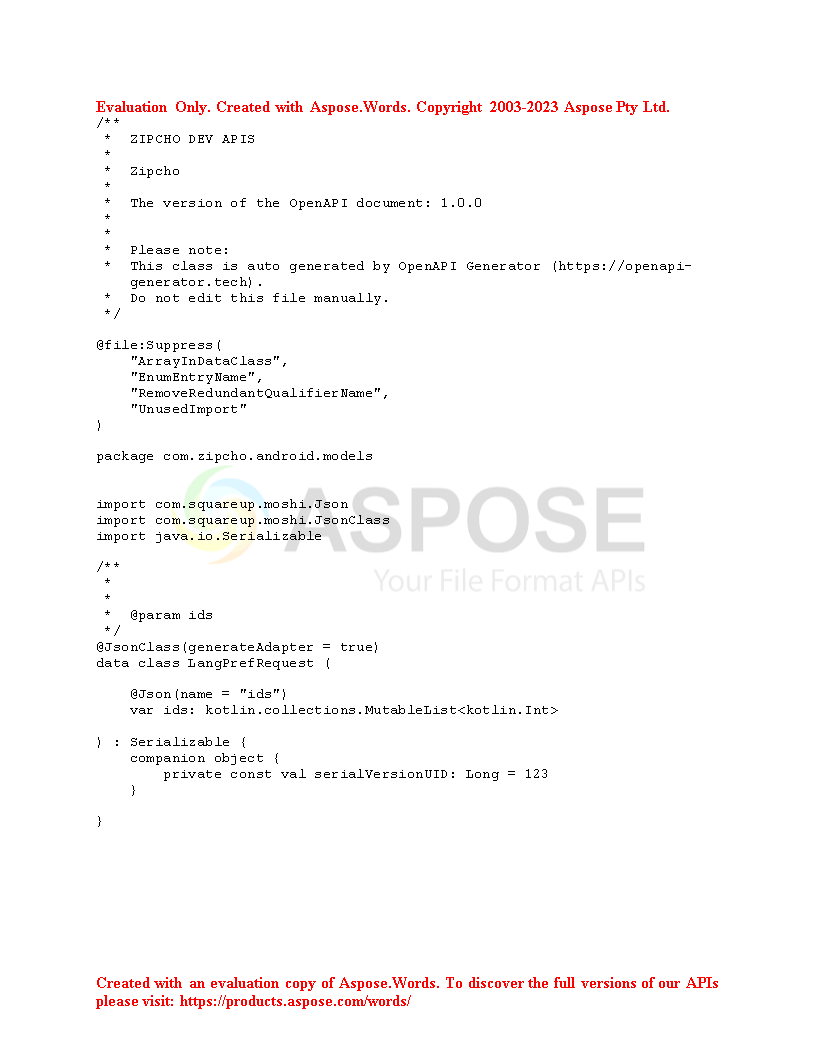 Evaluation Only. Created with Aspose.Words. Copyright 2003-2023 Aspose Pty Ltd.
/**
 *  ZIPCHO DEV APIS
 *
 *  Zipcho
 *
 *  The version of the OpenAPI document: 1.0.0
 *
 *
 *  Please note:
 *  This class is auto generated by OpenAPI Generator (https://openapi-
    generator.tech).
 *  Do not edit this file manually.
 */

@file:Suppress(
    "ArrayInDataClass",
    "EnumEntryName",
    "RemoveRedundantQualifierName",
    "UnusedImport"
)

package com.zipcho.android.models

import com.squareup.moshi.Json
import com.squareup.moshi.JsonClass
import java.io.Serializable
ASPOSE
Your File Format APIs

/**
 *
 *
 *  @param ids
 */
@JsonClass(generateAdapter = true)
data class LangPrefRequest (

    @Json(name = "ids")
    var ids: kotlin.collections.MutableList<kotlin.Int>

) : Serializable {
    companion object {
        private const val serialVersionUID: Long = 123
    }

}

Created with an evaluation copy of Aspose.Words. To discover the full versions of our APIs
please visit: https://products.aspose.com/words/